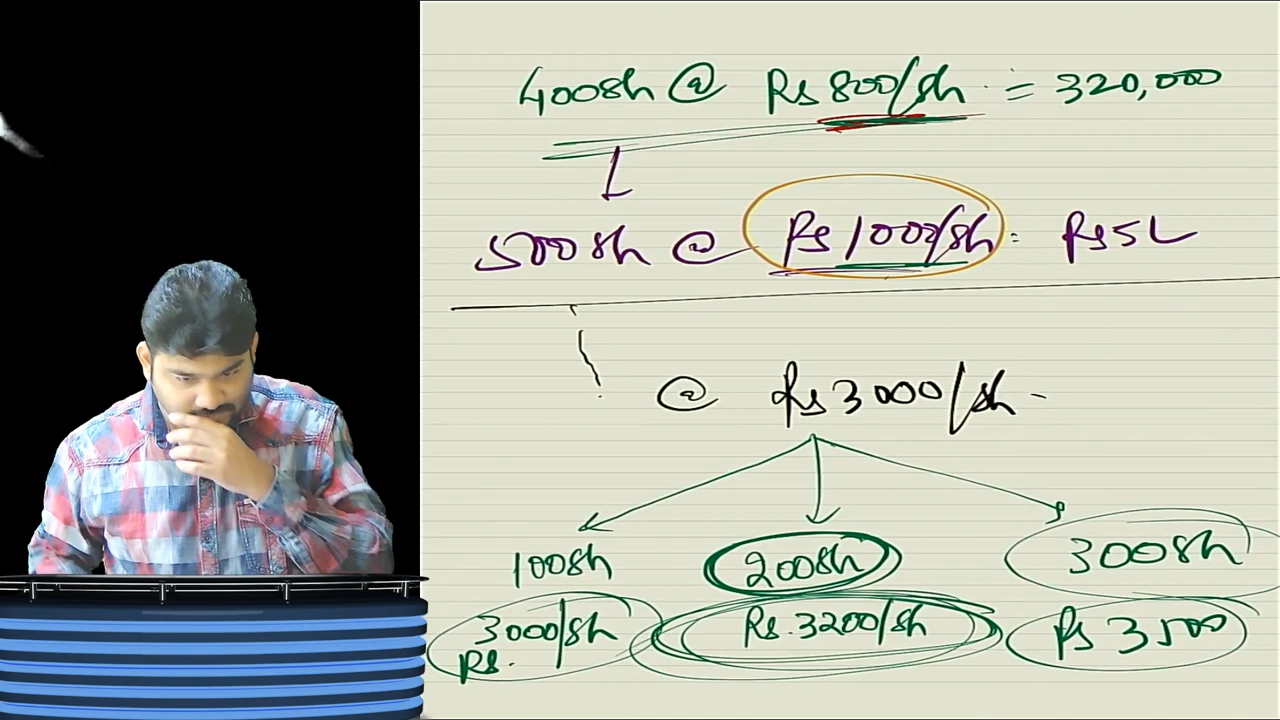 400sh @ Rs 800/sh = 320,000
500sh @ Rs 1000/sh = Rs 5L
@ Rs 3000/sh
100sh 200sh 300sh
3000/sh Rs. 3200/sh Rs 3500
Rs.